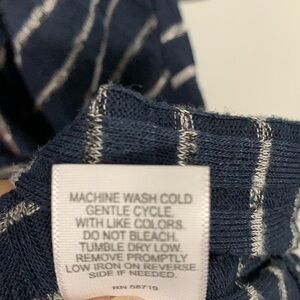 MACHINE WASH COLD
GENTLE CYCLE.
WITH LIKE COLORS.
DO NOT BLEACH.
TUMBLE DRY LOW.
REMOVE PROMPTLY
LOW IRON ON REVERSE
SIDE IF NEEDED.
RN 58719